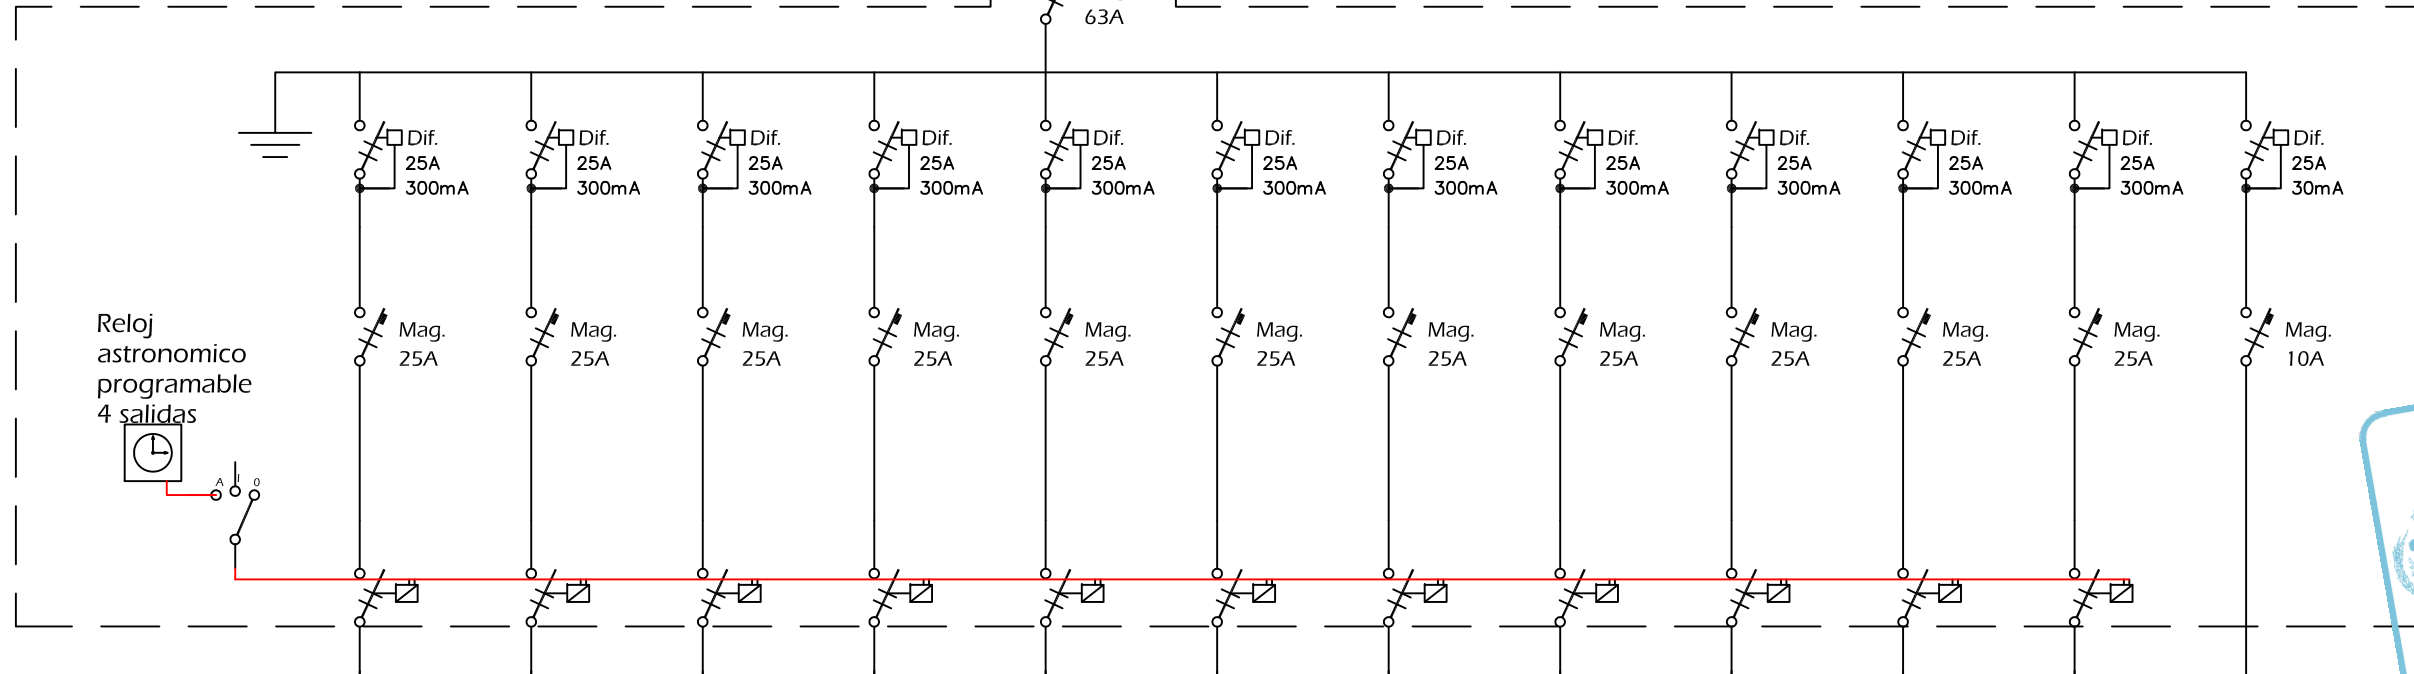 63A
Dif. Dif. Dif. Dif. Dif. Dif. Dif. Dif. Dif. Dif. Dif. Dif.
25A 25A 25A 25A 25A 25A 25A 25A 25A 25A 25A 25A
300mA 300mA 300mA 300mA 300mA 300mA 300mA 300mA 300mA 300mA 300mA 30mA
Mag. Mag. Mag. Mag. Mag. Mag. Mag. Mag. Mag. Mag. Mag. Mag.
25A 25A 25A 25A 25A 25A 25A 25A 25A 25A 25A 10A
Reloj
astronomico
programable
4 salidas
A I 0